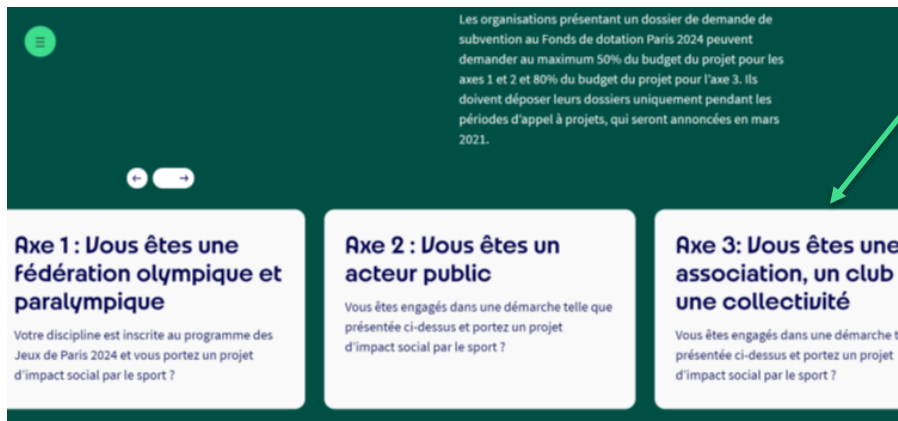 Les organisations présentant un dossier de demande de
subvention au Fonds de dotation Paris 2024 peuvent
demander au maximum 50% du budget du projet pour les
axes 1 et 2 et 80% du budget du projet pour l'axe 3. Ils
doivent déposer leurs dossiers uniquement pendant les
périodes d'appel à projets, qui seront annoncées en mars
2021.
Axe 1 : Vous êtes une
fédération olympique et
paralympique
Votre discipline est inscrite au programme des
Jeux de Paris 2024 et vous portez un projet
d'impact social par le sport ?
Axe 2 : Vous êtes un
acteur public
Vous êtes engagés dans une démarche telle que
présentée ci-dessus et portez un projet
d'impact social par le sport ?
Axe 3: Vous êtes une
association, un club
une collectivité
Vous êtes engagés dans une démarche
présentée ci-dessus et portez un projet
d'impact social par le sport ?